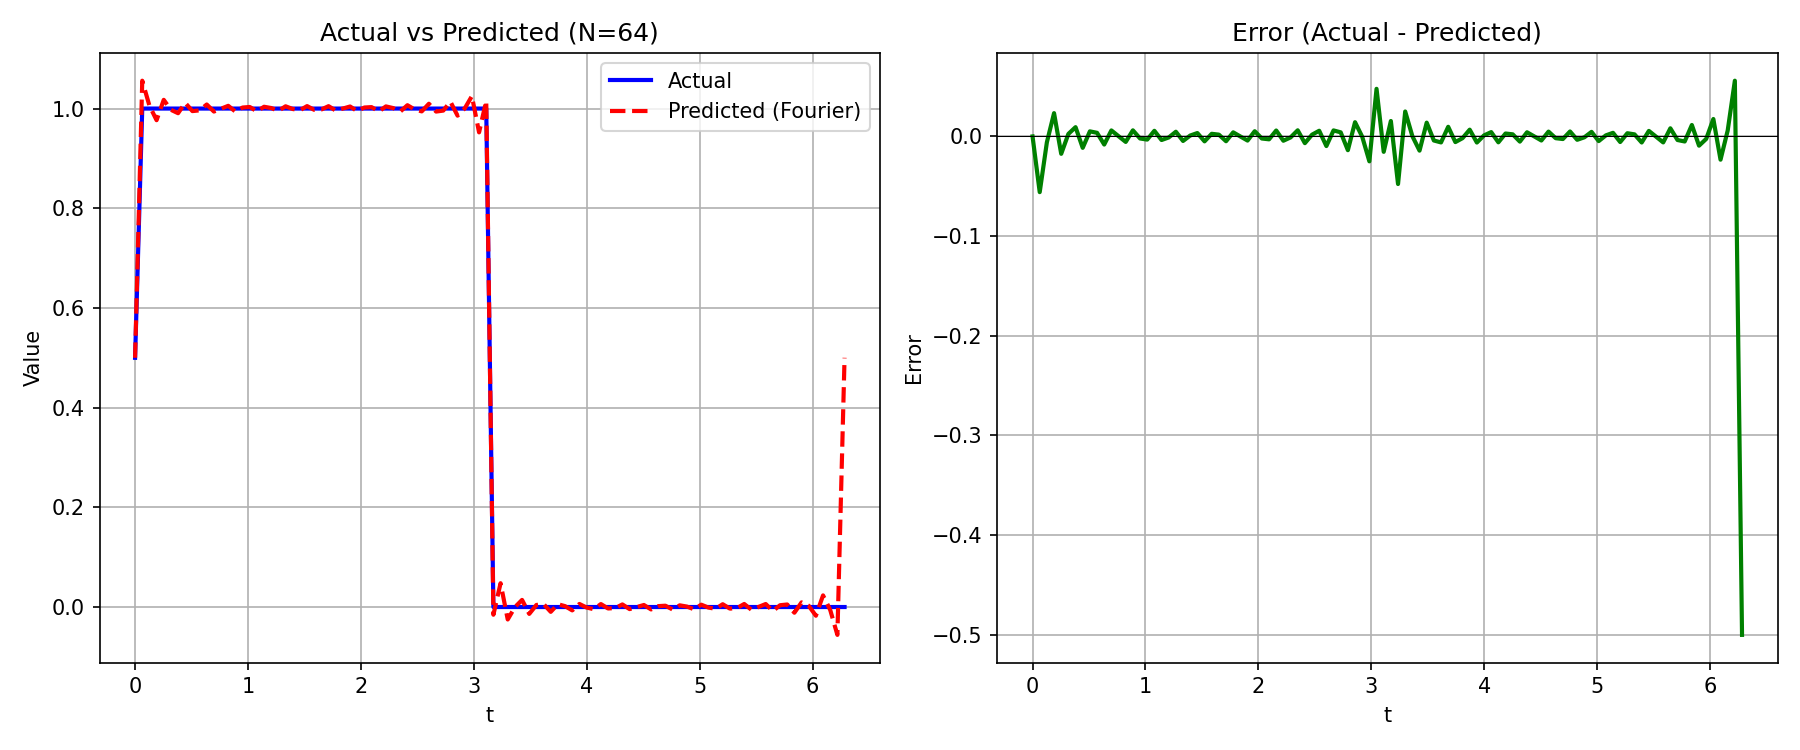 Actual vs Predicted (N=64)
Actual
Predicted (Fourier)
Value
1.0
0.8
0.6
0.4
0.2
0.0
0 1 2 3 4 5 6
t
Error (Actual - Predicted)
Error
0.0
−0.1
−0.2
−0.3
−0.4
−0.5
0 1 2 3 4 5 6
t